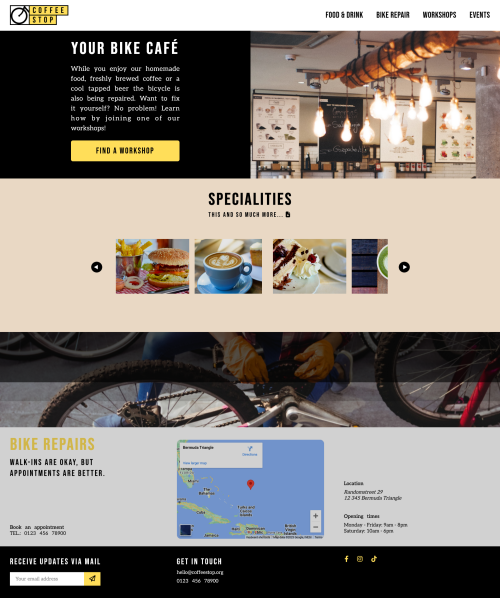 COFFEE
STOP
FOOD & DRINK
BIKE REPAIR
WORKSHOPS
EVENTS
YOUR BIKE CAFÉ
While you enjoy our homemade
food, freshly brewed coffee or a
cool tapped beer the bicycle is
also being repaired. Want to fix
it yourself? No problem! Learn
how by joining one of our
workshops!
FIND A WORKSHOP
SPECIALITIES
THIS AND SO MUCH MORE...
BIKE REPAIRS
WALK-INS ARE OKAY, BUT
APPOINTMENTS ARE BETTER.
Book an appointment
TEL.: 0123 456 78900
Bermuda Triangle
Directions
View larger map
Miami
The
Bahamas
Cuba
Turks and
Caicos
Islands
Haiti
Dominican
Jamaica
British
Virgin
Islands
Location
Randomstreet 29
12 345 Bermuda Triangle
Opening times
Monday - Friday: 9am - 8pm
Saturday: 10am - 6pm
RECEIVE UPDATES VIA MAIL
Your email address
GET IN TOUCH
hello@coffeestop.org
0123 456 78900